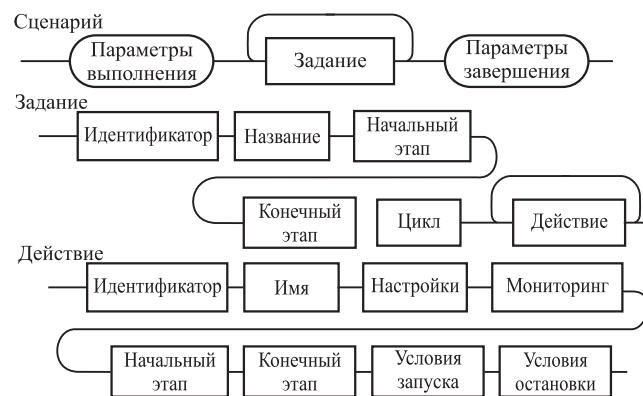 Сценарий
Параметры
выполнения
Задание
Параметры
завершения
Задание
Идентификатор
Название
Начальный
этап
Конечный
этап
Цикл
Действие
Действие
Идентификатор
Имя
Настройки
Мониторинг
Начальный
этап
Конечный
этап
Условия
запуска
Условия
остановки